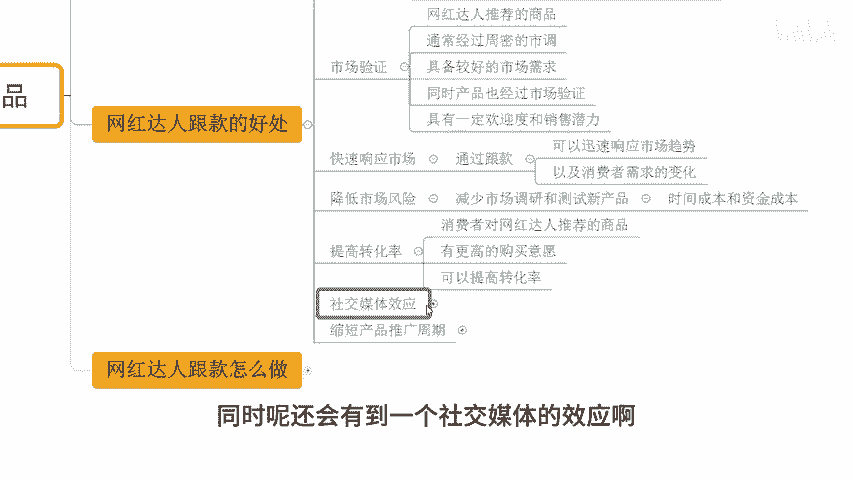 网红达人推荐的商品
通常经过周密的市调
市场验证
具备较好的市场需求
同时产品也经过市场验证
具有一定欢迎度和销售潜力
品
网红达人跟款的好处
快速响应市场
通过跟款
可以迅速响应市场趋势
以及消费者需求的变化
降低市场风险
减少市场调研和测试新产品
时间成本和资金成本
消费者对网红达人推荐的商品
提高转化率
有更高的购买意愿
可以提高转化率
社交媒体效应
缩短产品推广周期
网红达人跟款怎么做
同时呢还会有到一个社交媒体的效应啊